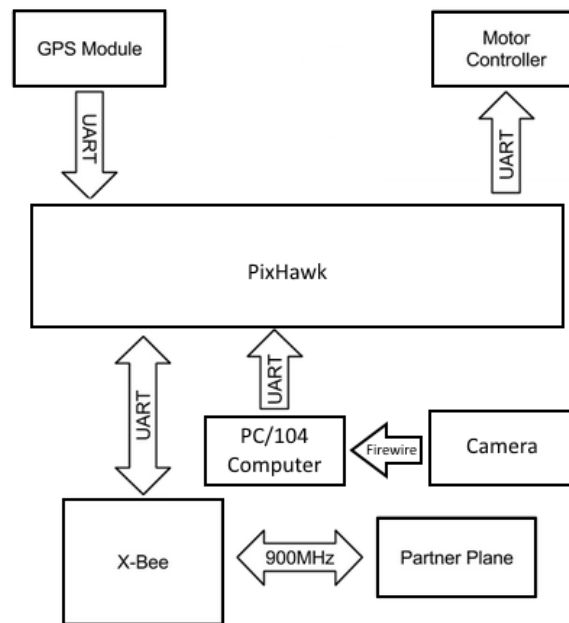 GPS Module
Motor
Controller
UART
UART
PixHawk
UART
UART
PC/104
Computer
Firewire
Camera
X-Bee
900MHz
Partner Plane